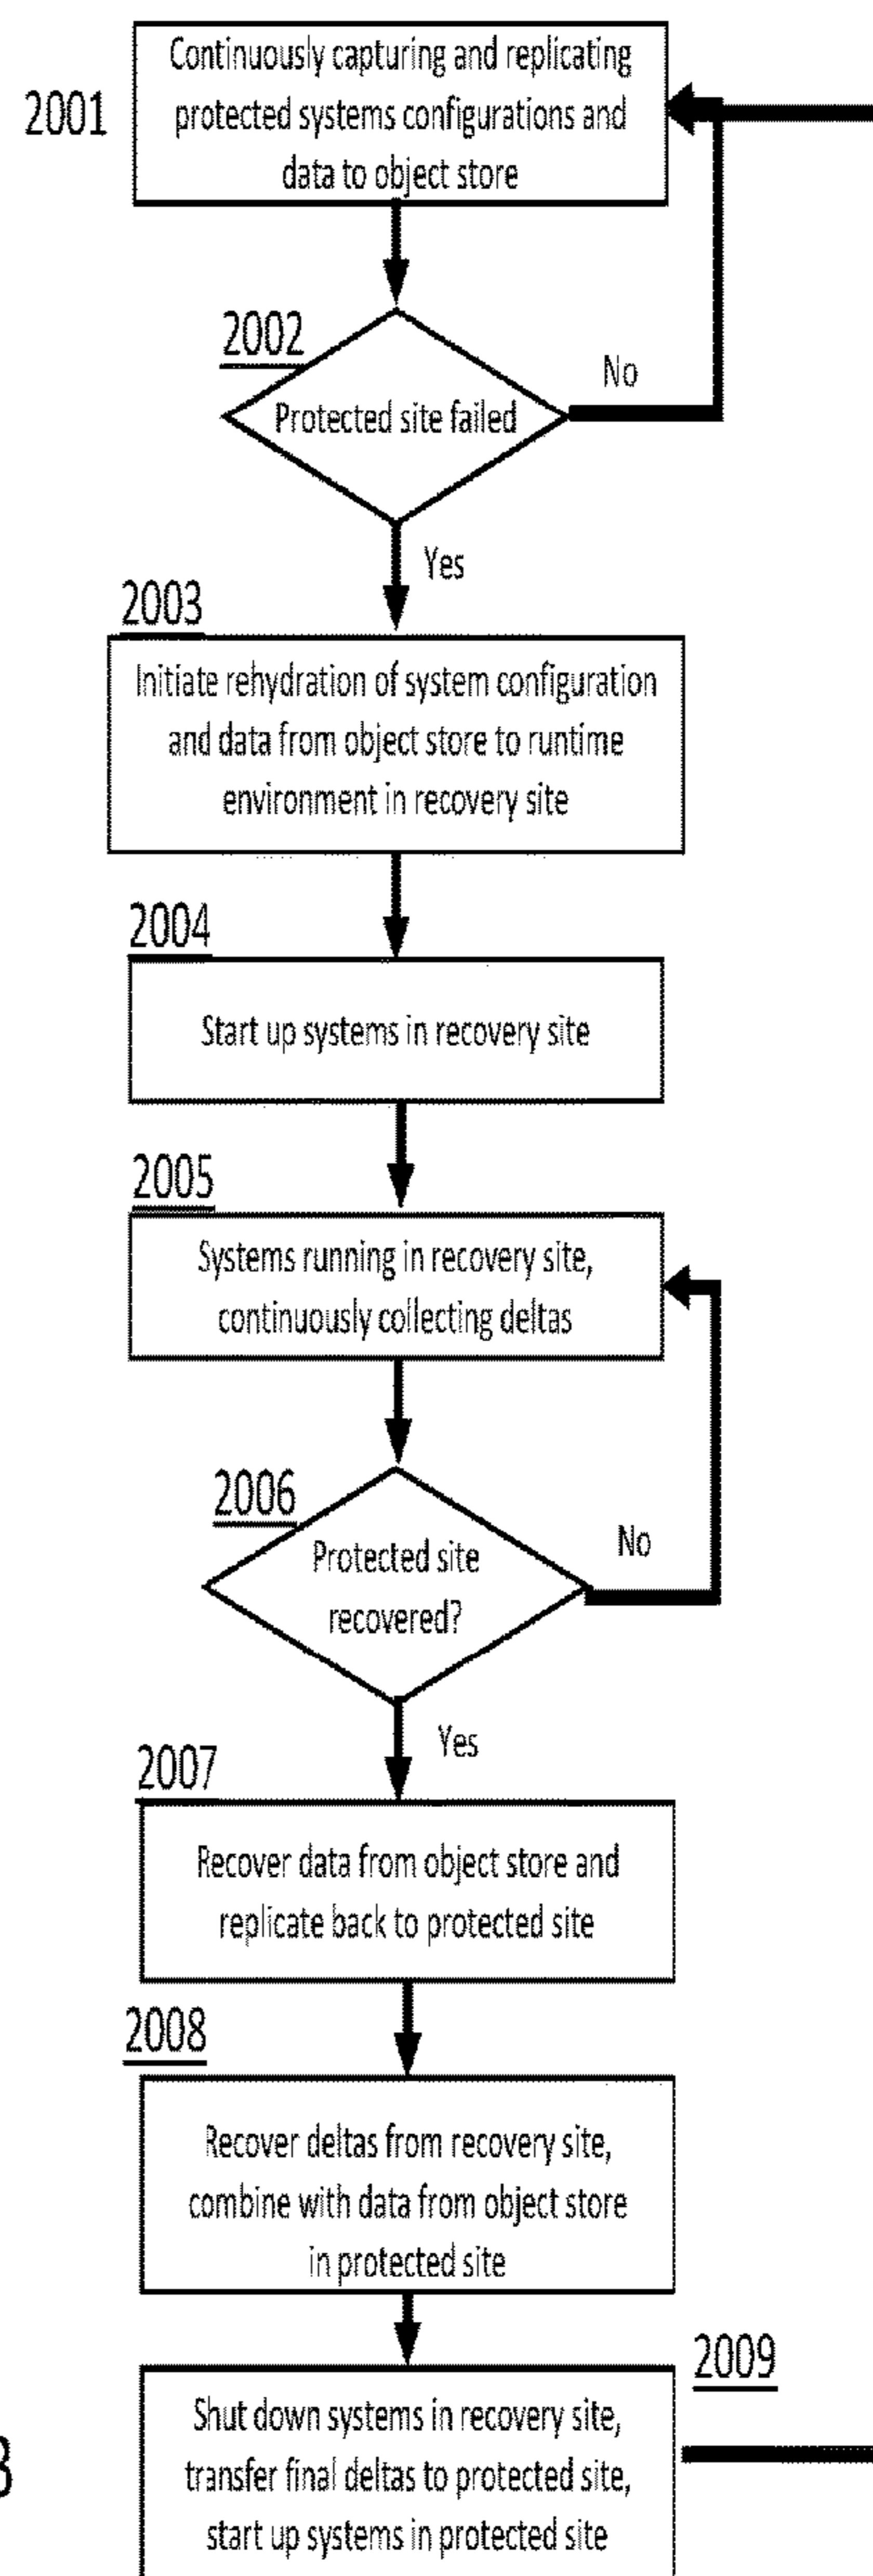 Continuously capturing and replicating
2001
protected systems configurations and
data to object store
2002
No
Protected site failed
Yes
2003
Initiate rehydration of system configuration
and data from object store to runtime
environment in recovery site
2004
Start up systems in recovery site
2005
Systems running in recovery site,
continuously collecting deltas
2006
No
Protected site
recovered?
Yes
2007
Recover data from object store and
replicate back to protected site
2008
Recover deltas from recovery site,
combine with data from object store
in protected site
2009
Shut down systems in recovery site,
transfer final deltas to protected site,
start up systems in protected site